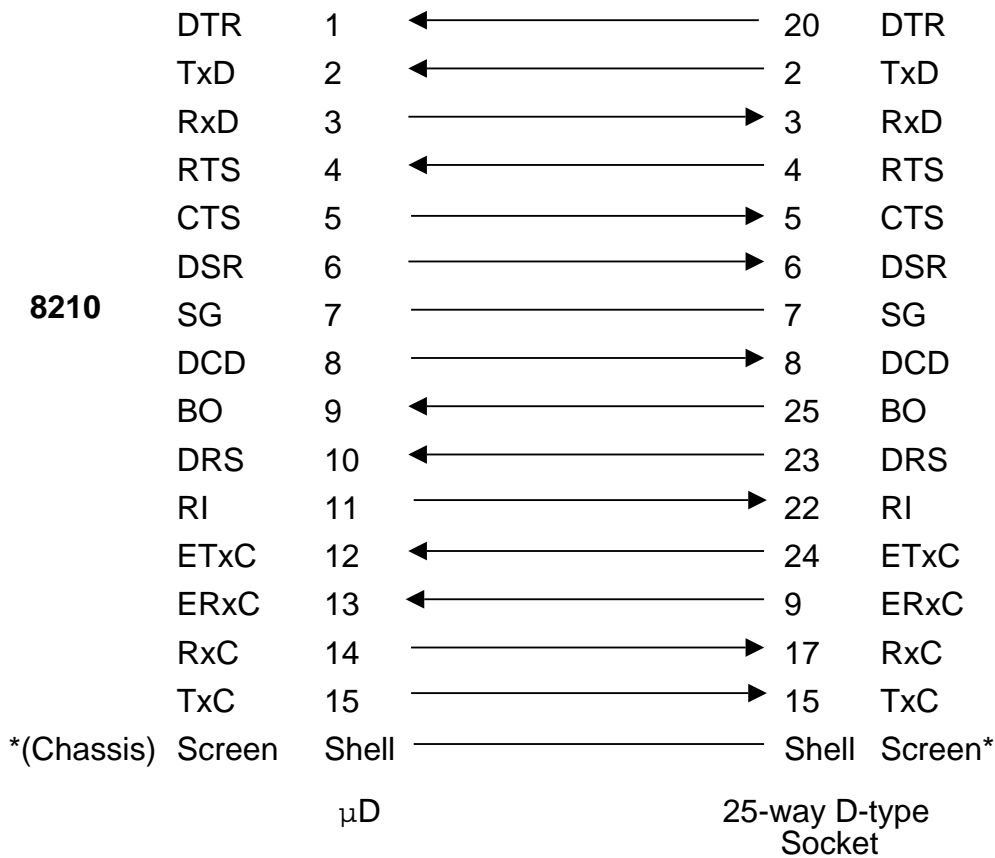 DTR 1 20 DTR
TxD 2 2 TxD
RxD 3 3 RxD
RTS 4 4 RTS
CTS 5 5 CTS
DSR 6 6 DSR
8210 SG 7 7 SG
DCD 8 8 DCD
BO 9 25 BO
DRS 10 23 DRS
RI 11 22 RI
ETxC 12 24 ETxC
ERxC 13 9 ERxC
RxC 14 17 RxC
TxC 15 15 TxC
*(Chassis) Screen Shell Shell Screen*
μD 25-way D-type
Socket